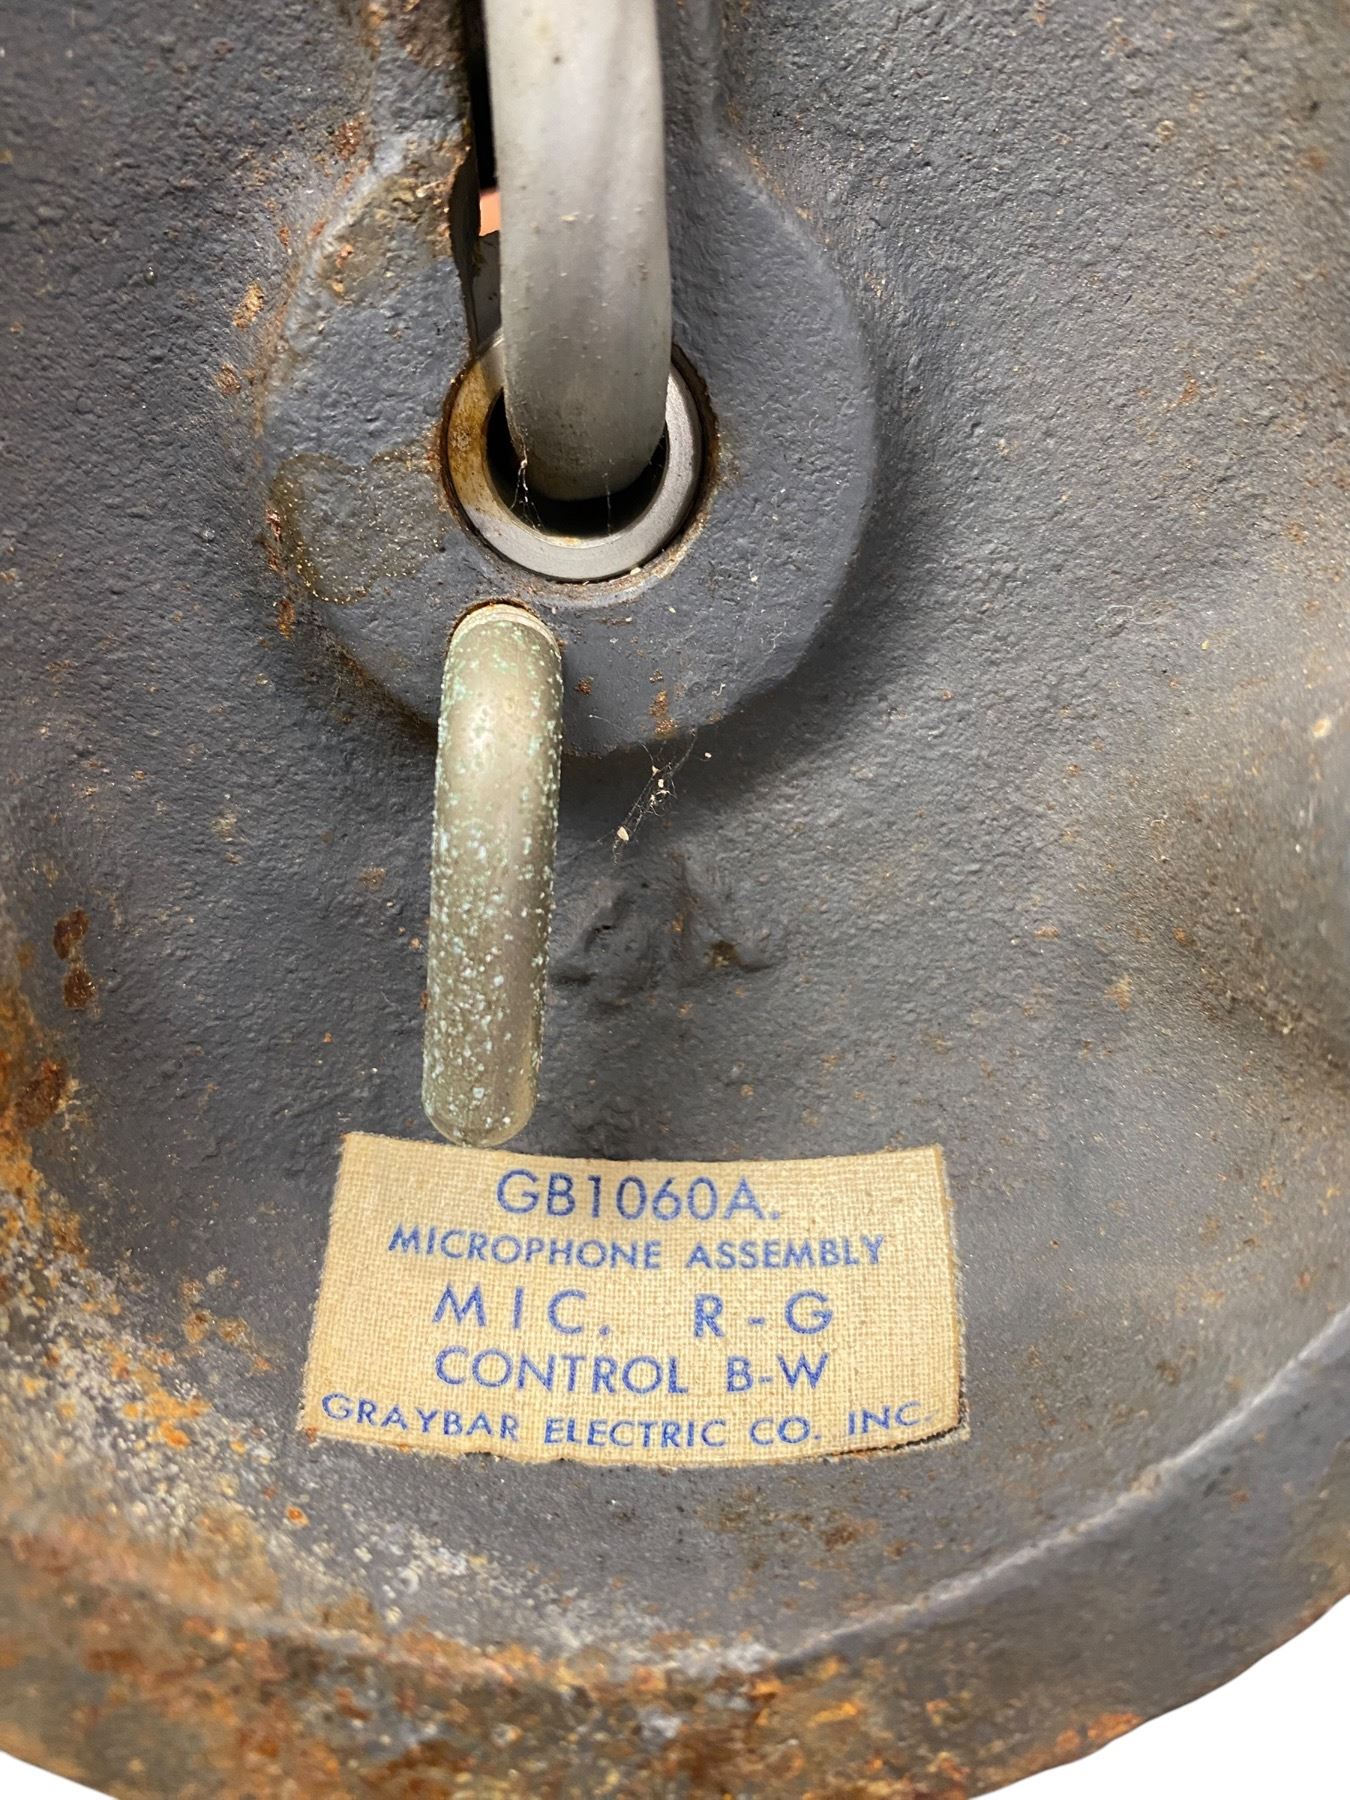 GB1060A.
MICROPHONE ASSEMBLY
MIC. R-G
CONTROL B-W
GRAYBAR ELECTRIC CO. INC.